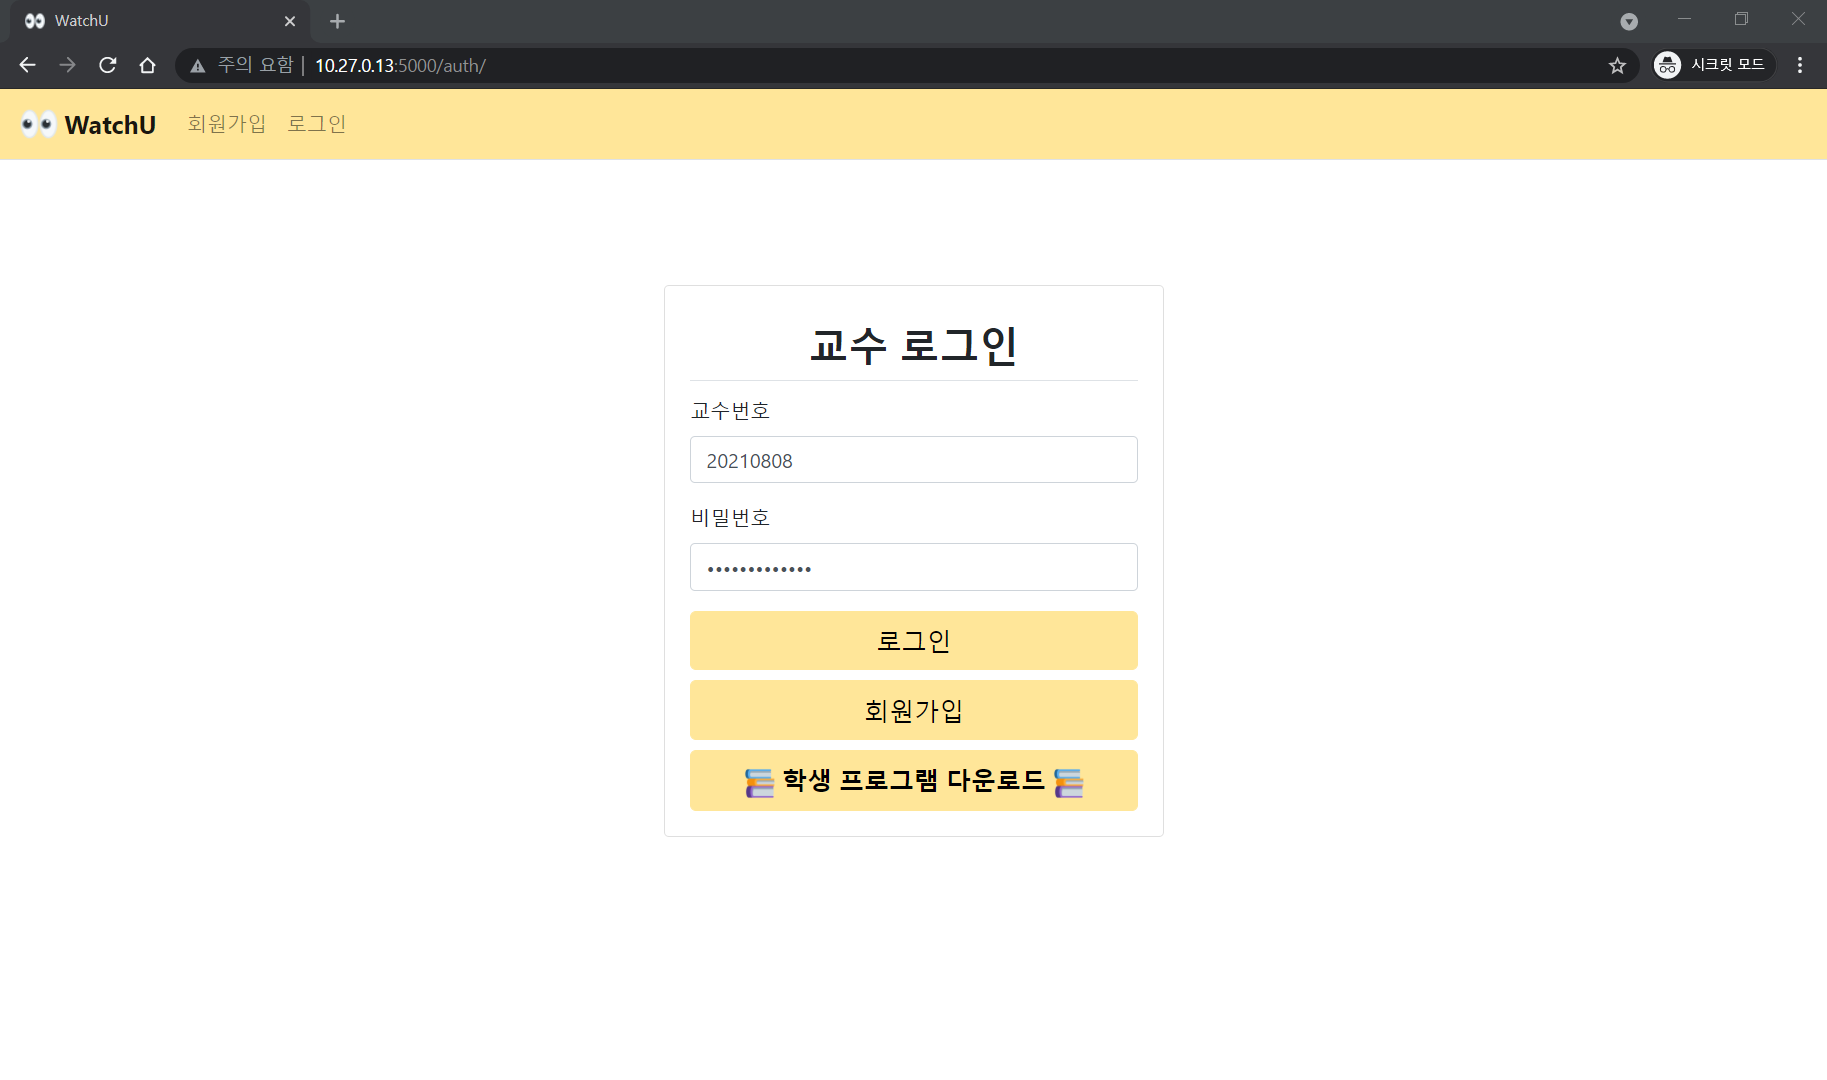 WatchU
주의 요함 | 10.27.0.13:5000/auth/
시크릿 모드
WatchU 회원가입 로그인
교수 로그인
교수번호
20210808
비밀번호
•••••••••••••
로그인
회원가입
학생 프로그램 다운로드